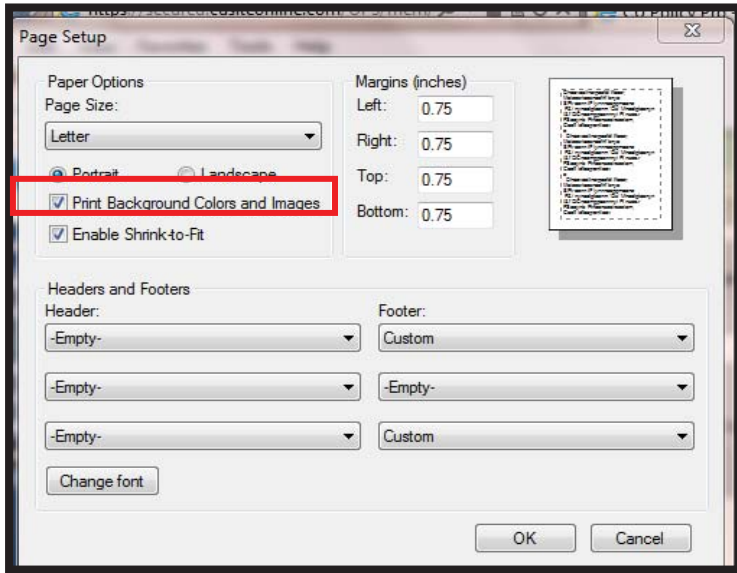 Page Setup
Paper Options
Page Size:
Letter
Portrait Landscape
Print Background Colors and Images
Enable Shrink-to-Fit
Margins (inches)
Left: 0.75
Right: 0.75
Top: 0.75
Bottom: 0.75
Headers and Footers
Header: Footer:
-Empty- Custom
-Empty- -Empty-
-Empty- Custom
Change font
OK Cancel